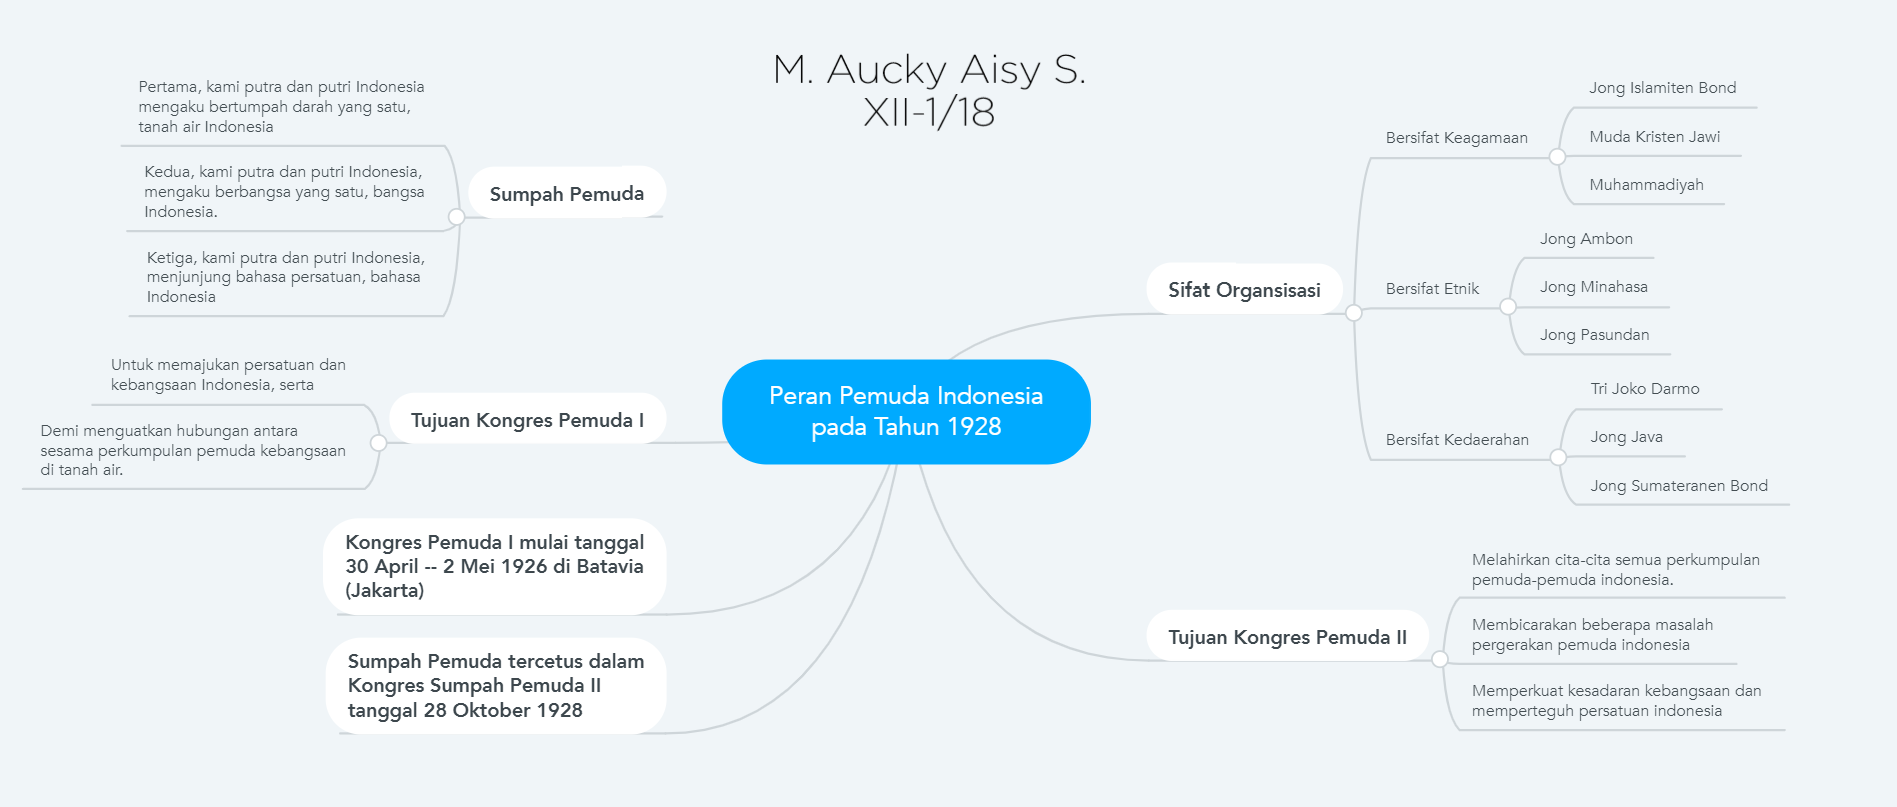 M. Aucky Aisy S.
XII-1/18
Peran Pemuda Indonesia
pada Tahun 1928
Sumpah Pemuda
Pertama, kami putra dan putri Indonesia
mengaku bertumpah darah yang satu,
tanah air Indonesia
Kedua, kami putra dan putri Indonesia,
mengaku berbangsa yang satu, bangsa
Indonesia.
Ketiga, kami putra dan putri Indonesia,
menjunjung bahasa persatuan, bahasa
Indonesia
Tujuan Kongres Pemuda I
Untuk memajukan persatuan dan
kebangsaan Indonesia, serta
Demi menguatkan hubungan antara
sesama perkumpulan pemuda kebangsaan
di tanah air.
Kongres Pemuda I mulai tanggal
30 April -- 2 Mei 1926 di Batavia
(Jakarta)
Sumpah Pemuda tercetus dalam
Kongres Sumpah Pemuda II
tanggal 28 Oktober 1928
Sifat Organsisasi
Bersifat Keagamaan
Jong Islamiten Bond
Muda Kristen Jawi
Muhammadiyah
Bersifat Etnik
Jong Ambon
Jong Minahasa
Jong Pasundan
Bersifat Kedaerahan
Tri Joko Darmo
Jong Java
Jong Sumateranen Bond
Tujuan Kongres Pemuda II
Melahirkan cita-cita semua perkumpulan
pemuda-pemuda indonesia.
Membicarakan beberapa masalah
pergerakan pemuda indonesia
Memperkuat kesadaran kebangsaan dan
memperteguh persatuan indonesia